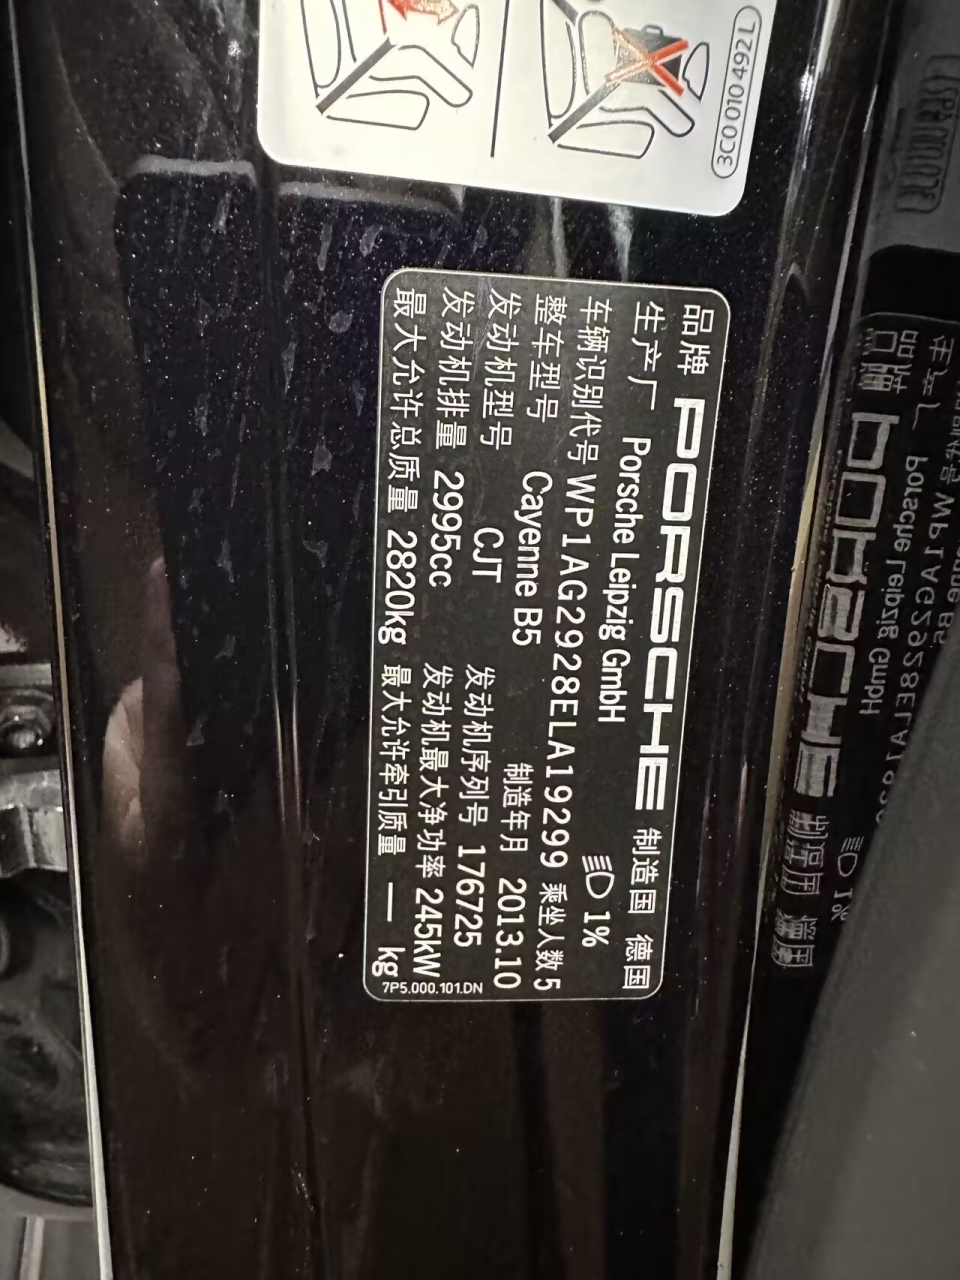 3C0 010 492 L
品牌 PORSCHE 制造国 德国
生产厂 Porsche Leipzig GmbH 1%
车辆识别代号 WP1AG2928ELA19299 乘坐人数 5
整车型号 Cayenne B5 制造年月 2013.10
发动机型号 CJT 发动机序列号 176725
发动机排量 2995cc 发动机最大净功率 245kW
最大允许总质量 2820kg 最大允许牵引质量 — kg
7P5.000.101.DN